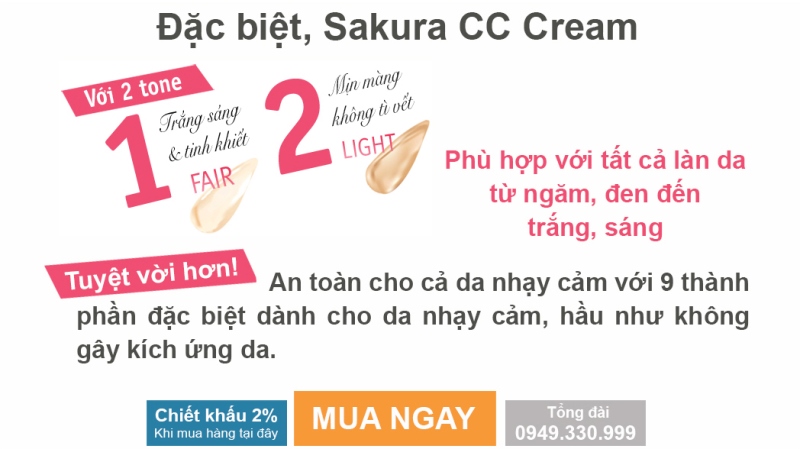 Đặc biệt, Sakura CC Cream
Với 2 tone
1
Trắng sáng
& tinh khiết
FAIR
2
Mịn màng
không tì vết
LIGHT
Phù hợp với tất cả làn da
từ ngăm, đen đến
trắng, sáng
Tuyệt vời hơn!
An toàn cho cả da nhạy cảm với 9 thành
phần đặc biệt dành cho da nhạy cảm, hầu như không
gây kích ứng da.
Chiết khấu 2%
Khi mua hàng tại đây
MUA NGAY
Tổng đài
0949.330.999